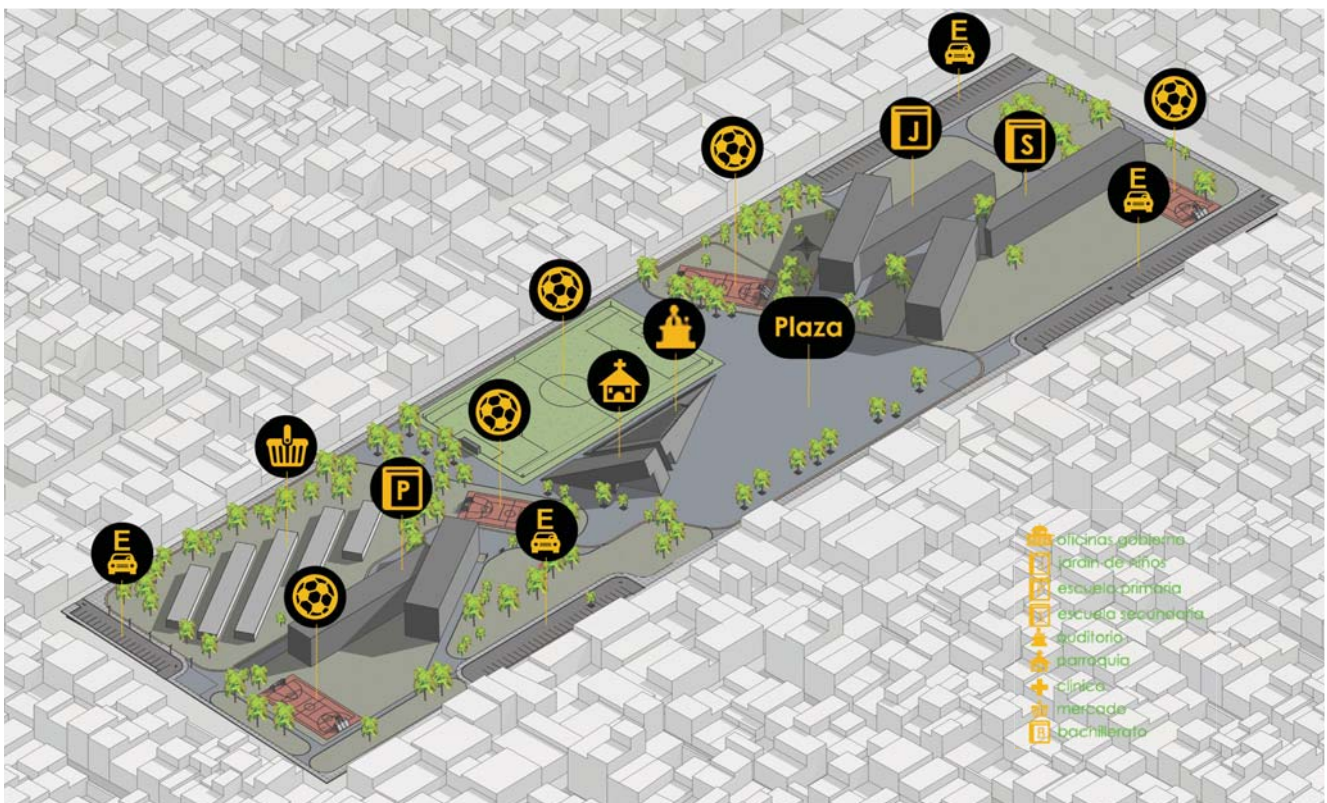 E
J
S
E
Plaza
P
E
E
oficinas gobierno
J jardin de niños
P escuela primaria
S escuela secundaria
auditorio
parroquia
clinica
mercado
B bachillerato